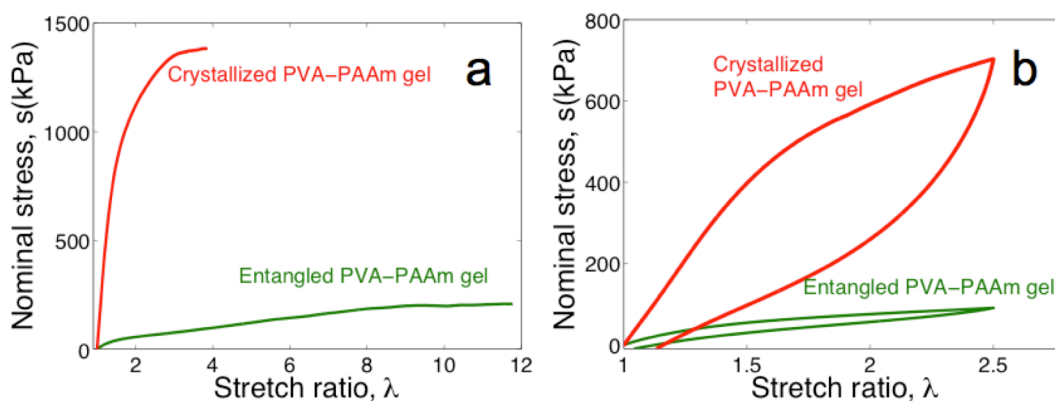 a
Nominal stress, s(kPa)
1500
1000
500
0
Crystallized PVA-PAAm gel
Entangled PVA-PAAm gel
2
4
6
8
10
12
Stretch ratio, λ
b
Nominal stress, s(kPa)
800
600
400
200
0
Crystallized
PVA-PAAm gel
Entangled PVA-PAAm gel
1
1.5
2
2.5
Stretch ratio, λ